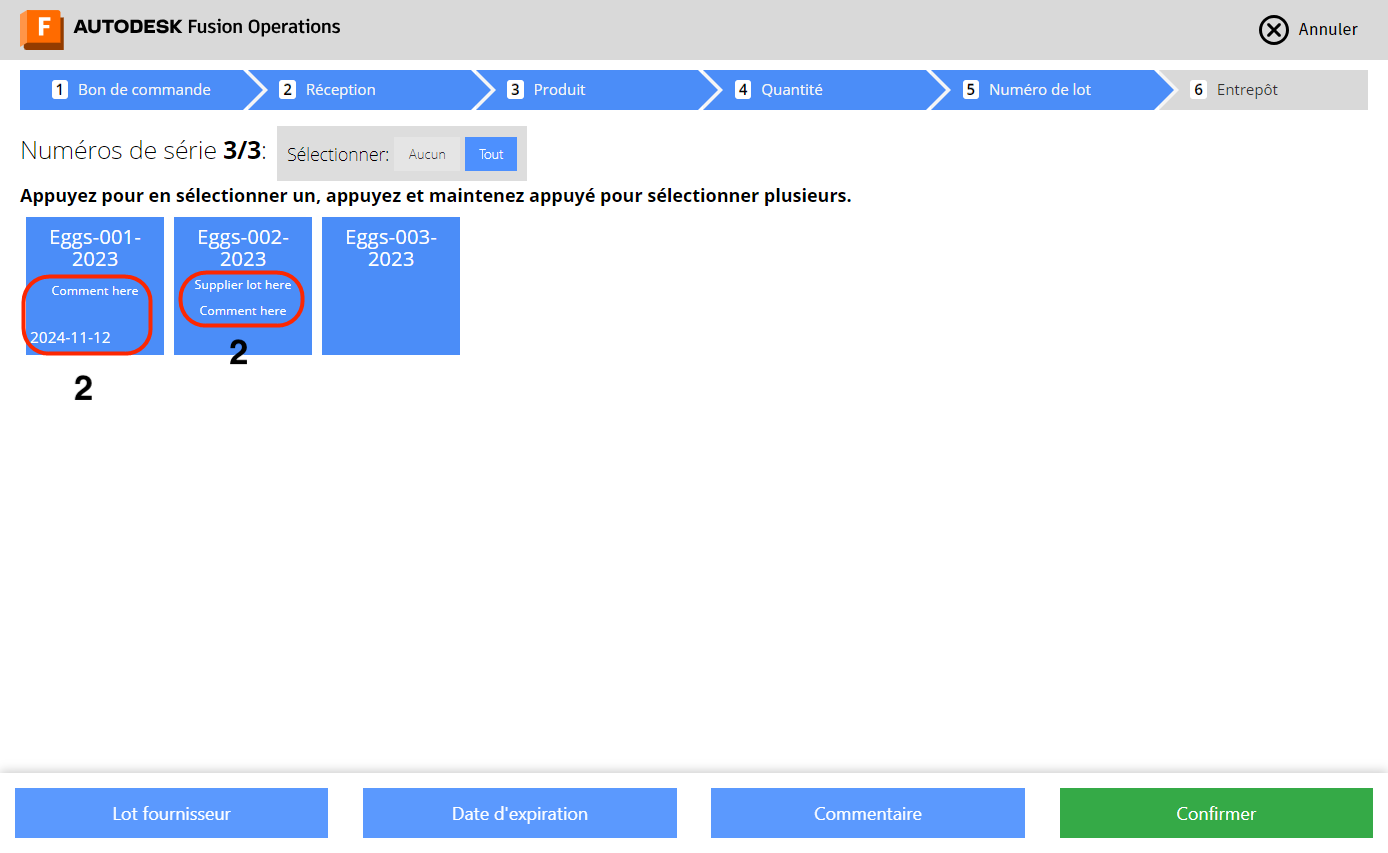 F AUTODESK Fusion Operations
Annuler
1 Bon de commande
2 Réception
3 Produit
4 Quantité
5 Numéro de lot
6 Entrepôt
Numéros de série 3/3:
Sélectionner: Aucun Tout
Appuyez pour en sélectionner un, appuyez et maintenez appuyé pour sélectionner plusieurs.
Eggs-001-
2023
Comment here
2024-11-12
2
Eggs-002-
2023
Supplier lot here
Comment here
2
Eggs-003-
2023
Lot fournisseur
Date d'expiration
Commentaire
Confirmer